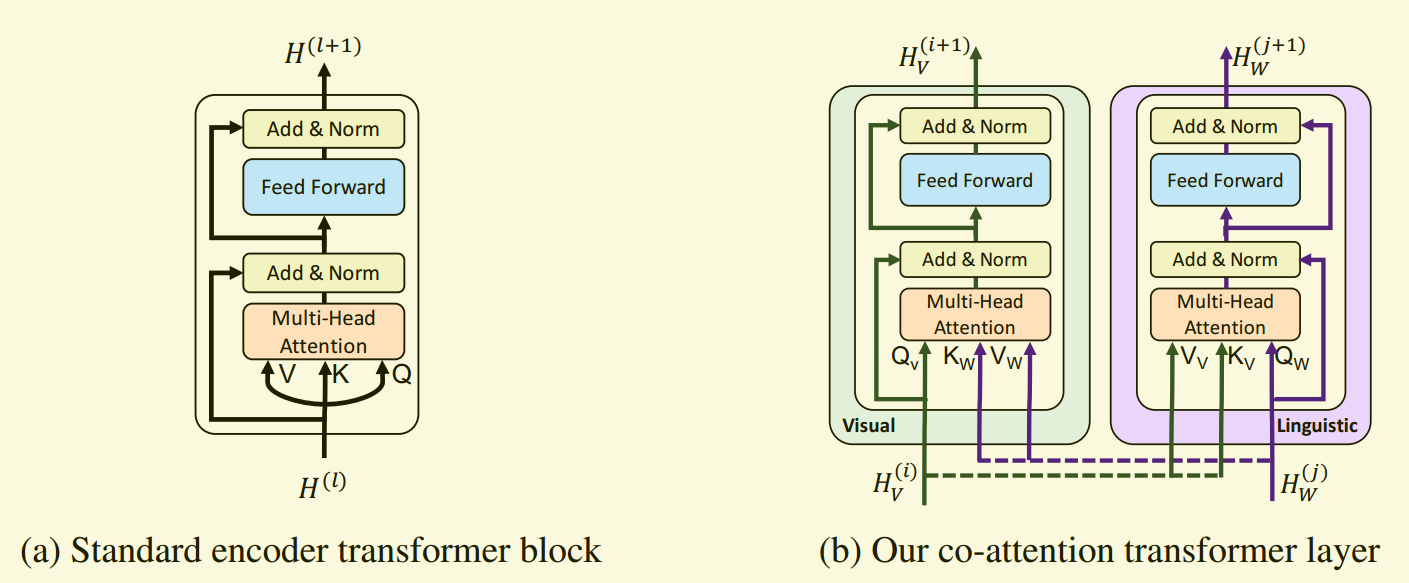 H^(l+1)
Add & Norm
Feed Forward
Add & Norm
Multi-Head
Attention
V K Q
H^(l)
(a) Standard encoder transformer block
H_V^(i+1)
Add & Norm
Feed Forward
Add & Norm
Multi-Head
Attention
Q_v K_W V_W
Visual
H_V^(i)
H_W^(j+1)
Add & Norm
Feed Forward
Add & Norm
Multi-Head
Attention
V_V K_V Q_W
Linguistic
H_W^(j)
(b) Our co-attention transformer layer